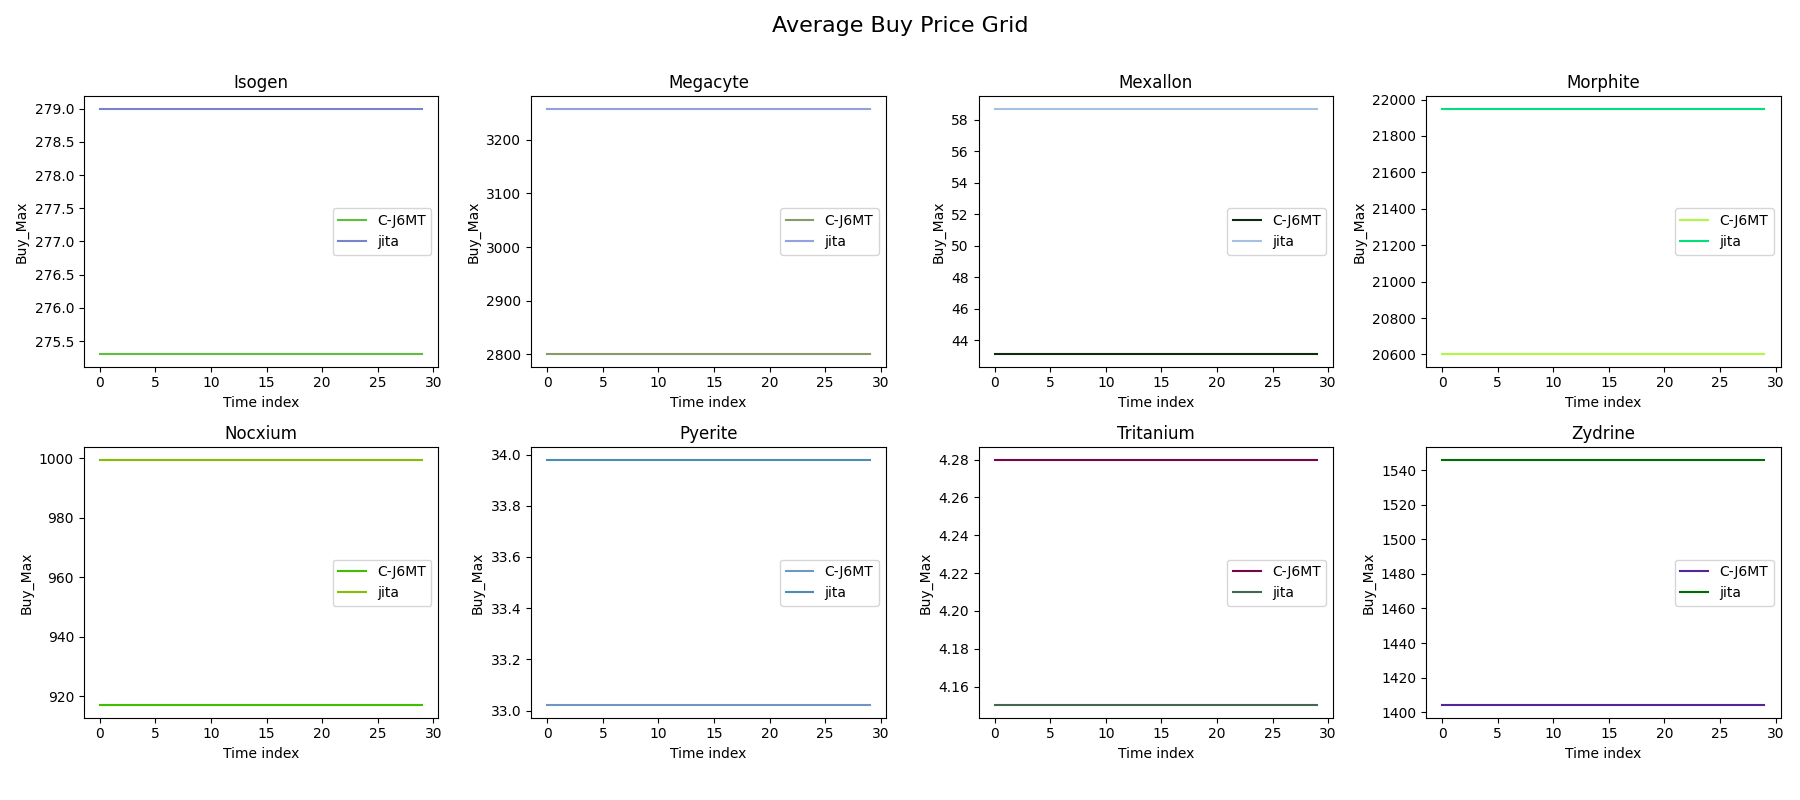 Average Buy Price Grid
Isogen
279.0
278.5
278.0
277.5
277.0
276.5
276.0
275.5
Buy_Max
C-J6MT
jita
0 5 10 15 20 25 30
Time index
Megacyte
3200
3100
3000
2900
2800
Buy_Max
C-J6MT
jita
0 5 10 15 20 25 30
Time index
Mexallon
58
56
54
52
50
48
46
44
Buy_Max
C-J6MT
jita
0 5 10 15 20 25 30
Time index
Morphite
22000
21800
21600
21400
21200
21000
20800
20600
Buy_Max
C-J6MT
jita
0 5 10 15 20 25 30
Time index
Nocxium
1000
980
960
940
920
Buy_Max
C-J6MT
jita
0 5 10 15 20 25 30
Time index
Pyerite
34.0
33.8
33.6
33.4
33.2
33.0
Buy_Max
C-J6MT
jita
0 5 10 15 20 25 30
Time index
Tritanium
4.28
4.26
4.24
4.22
4.20
4.18
4.16
Buy_Max
C-J6MT
jita
0 5 10 15 20 25 30
Time index
Zydrine
1540
1520
1500
1480
1460
1440
1420
1400
Buy_Max
C-J6MT
jita
0 5 10 15 20 25 30
Time index